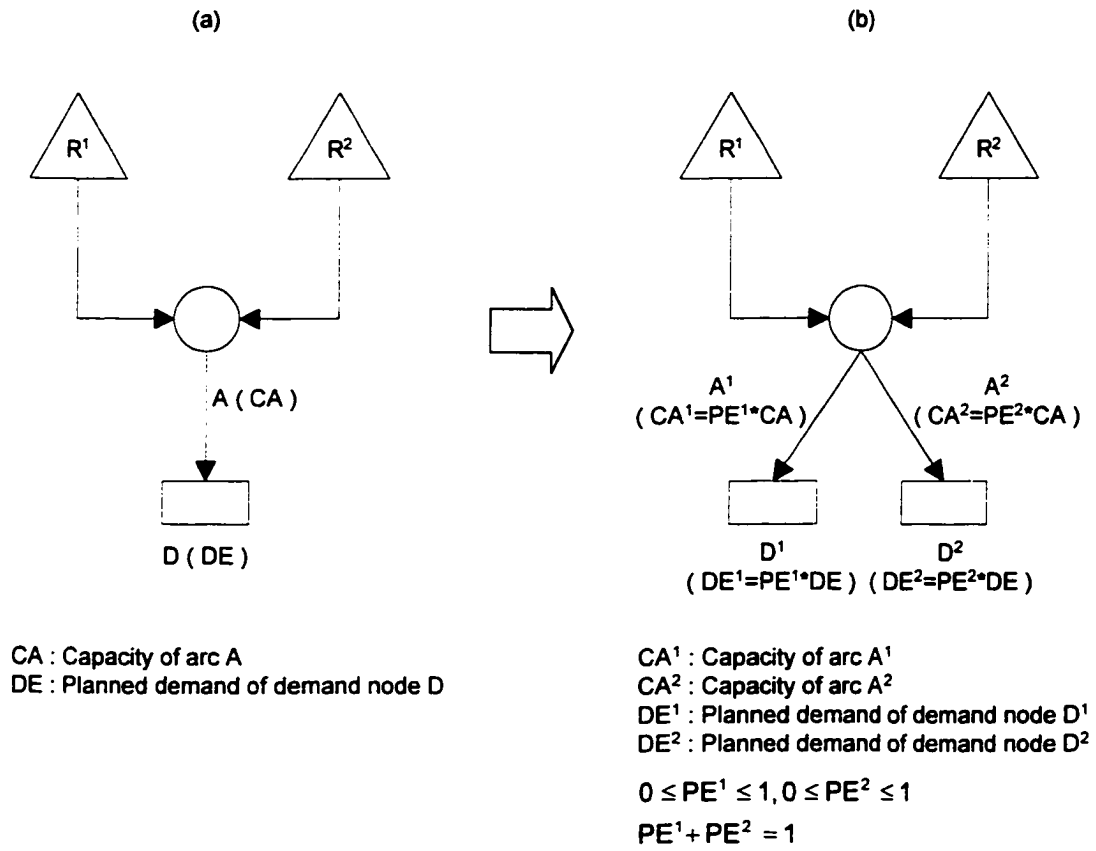 (a)
(b)
R¹
R²
R¹
R²
A ( CA )
A¹
( CA¹=PE¹*CA )
A²
( CA²=PE²*CA )
D ( DE )
D¹
( DE¹=PE¹*DE )
D²
( DE²=PE²*DE )
CA : Capacity of arc A
DE : Planned demand of demand node D
CA¹ : Capacity of arc A¹
CA² : Capacity of arc A²
DE¹ : Planned demand of demand node D¹
DE² : Planned demand of demand node D²
0 ≤ PE¹ ≤ 1, 0 ≤ PE² ≤ 1
PE¹ + PE² = 1